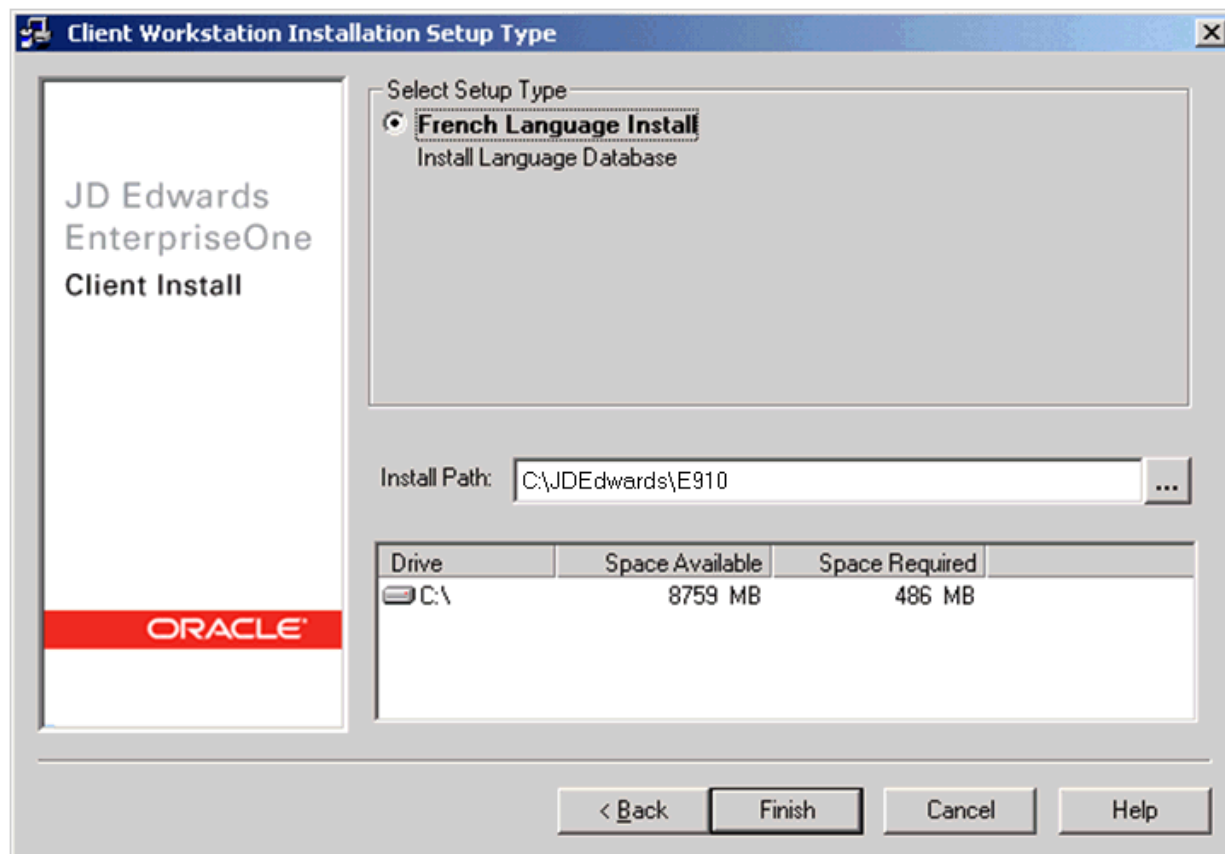 Client Workstation Installation Setup Type
JD Edwards
EnterpriseOne
Client Install
ORACLE
Select Setup Type
French Language Install
Install Language Database
Install Path: C:\JDEdwards\E910 ...
Drive Space Available Space Required
C:\ 8759 MB 486 MB
< Back Finish Cancel Help